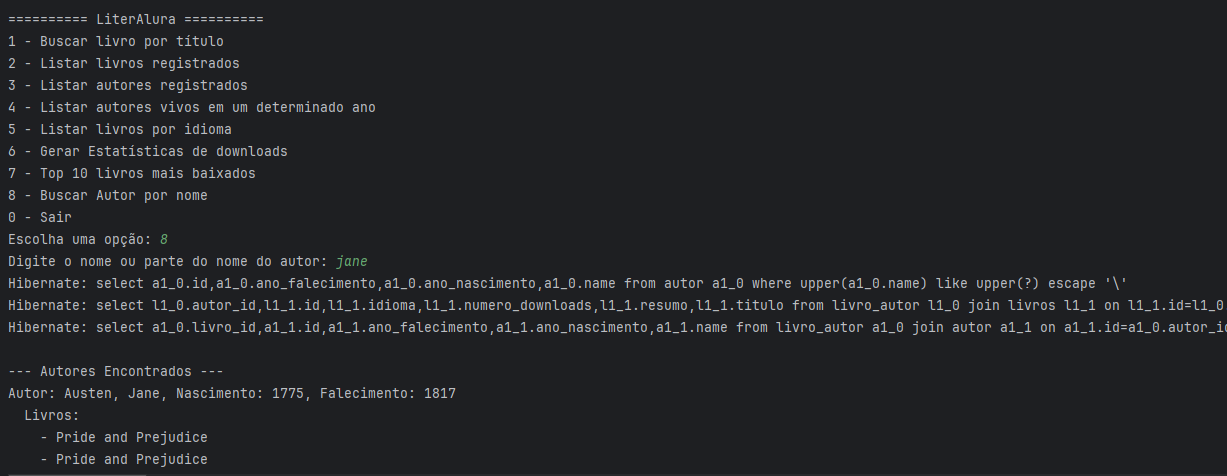 ========== LiterAlura ==========
1 - Buscar livro por título
2 - Listar livros registrados
3 - Listar autores registrados
4 - Listar autores vivos em um determinado ano
5 - Listar livros por idioma
6 - Gerar Estatísticas de downloads
7 - Top 10 livros mais baixados
8 - Buscar Autor por nome
0 - Sair
Escolha uma opção: 8
Digite o nome ou parte do nome do autor: jane
Hibernate: select a1_0.id,a1_0.ano_falecimento,a1_0.ano_nascimento,a1_0.name from autor a1_0 where upper(a1_0.name) like upper(?) escape '\'
Hibernate: select l1_0.autor_id,l1_1.id,l1_1.idioma,l1_1.numero_downloads,l1_1.resumo,l1_1.titulo from livro_autor l1_0 join livros l1_1 on l1_1.id=l1_0
Hibernate: select a1_0.livro_id,a1_1.id,a1_1.ano_falecimento,a1_1.ano_nascimento,a1_1.name from livro_autor a1_0 join autor a1_1 on a1_1.id=a1_0.autor_id
--- Autores Encontrados ---
Autor: Austen, Jane, Nascimento: 1775, Falecimento: 1817
Livros:
- Pride and Prejudice
- Pride and Prejudice